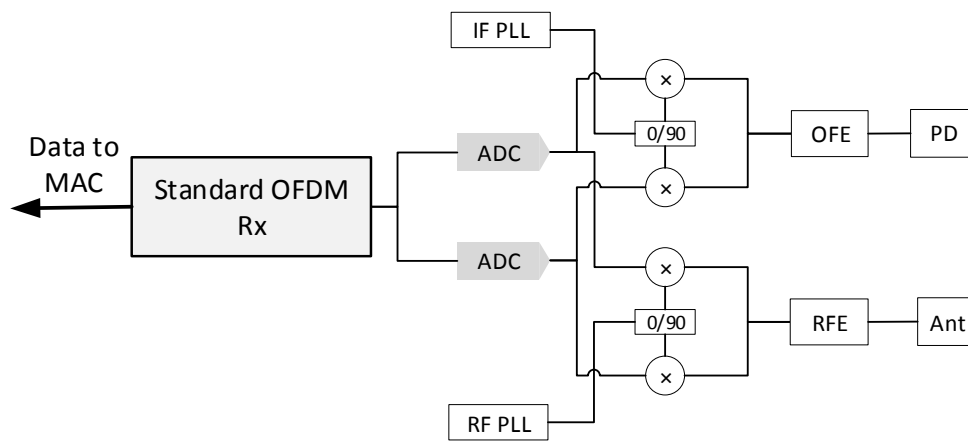 IF PLL
×
0/90
OFE
PD
Data to
MAC
ADC
Standard OFDM
Rx
×
ADC
×
0/90
RFE
Ant
×
RF PLL